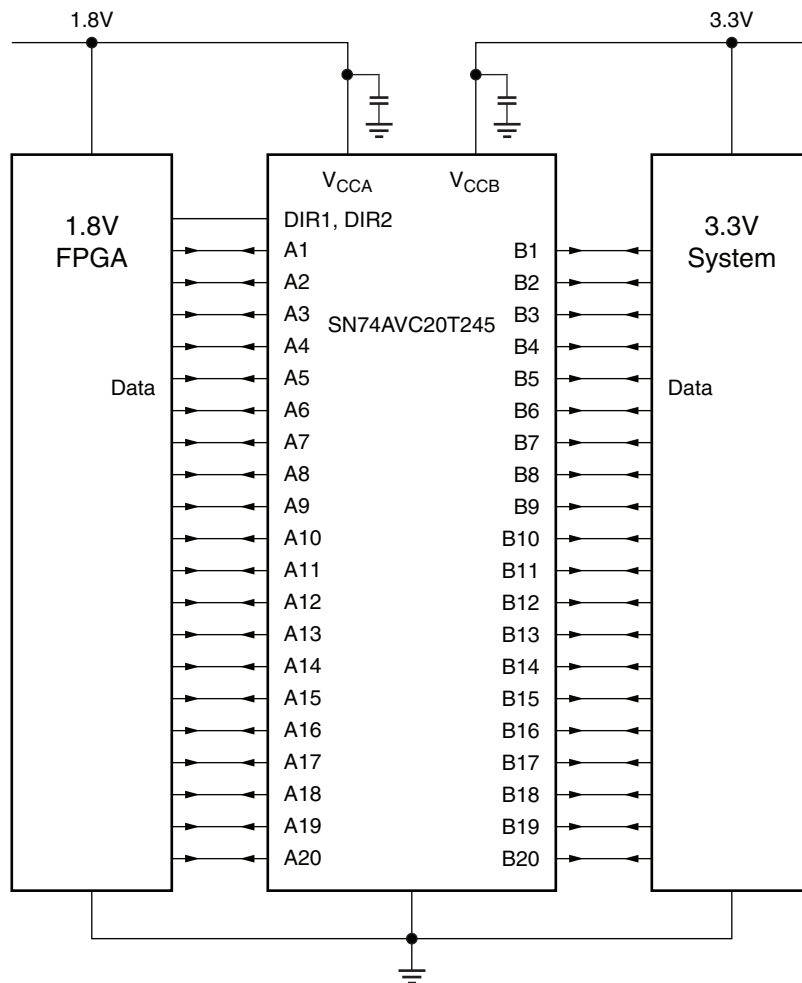 1.8V
3.3V
VCCA
VCCB
1.8V
FPGA
Data
DIR1, DIR2
SN74AVC20T245
A1
A2
A3
A4
A5
A6
A7
A8
A9
A10
A11
A12
A13
A14
A15
A16
A17
A18
A19
A20
B1
B2
B3
B4
B5
B6
B7
B8
B9
B10
B11
B12
B13
B14
B15
B16
B17
B18
B19
B20
3.3V
System
Data